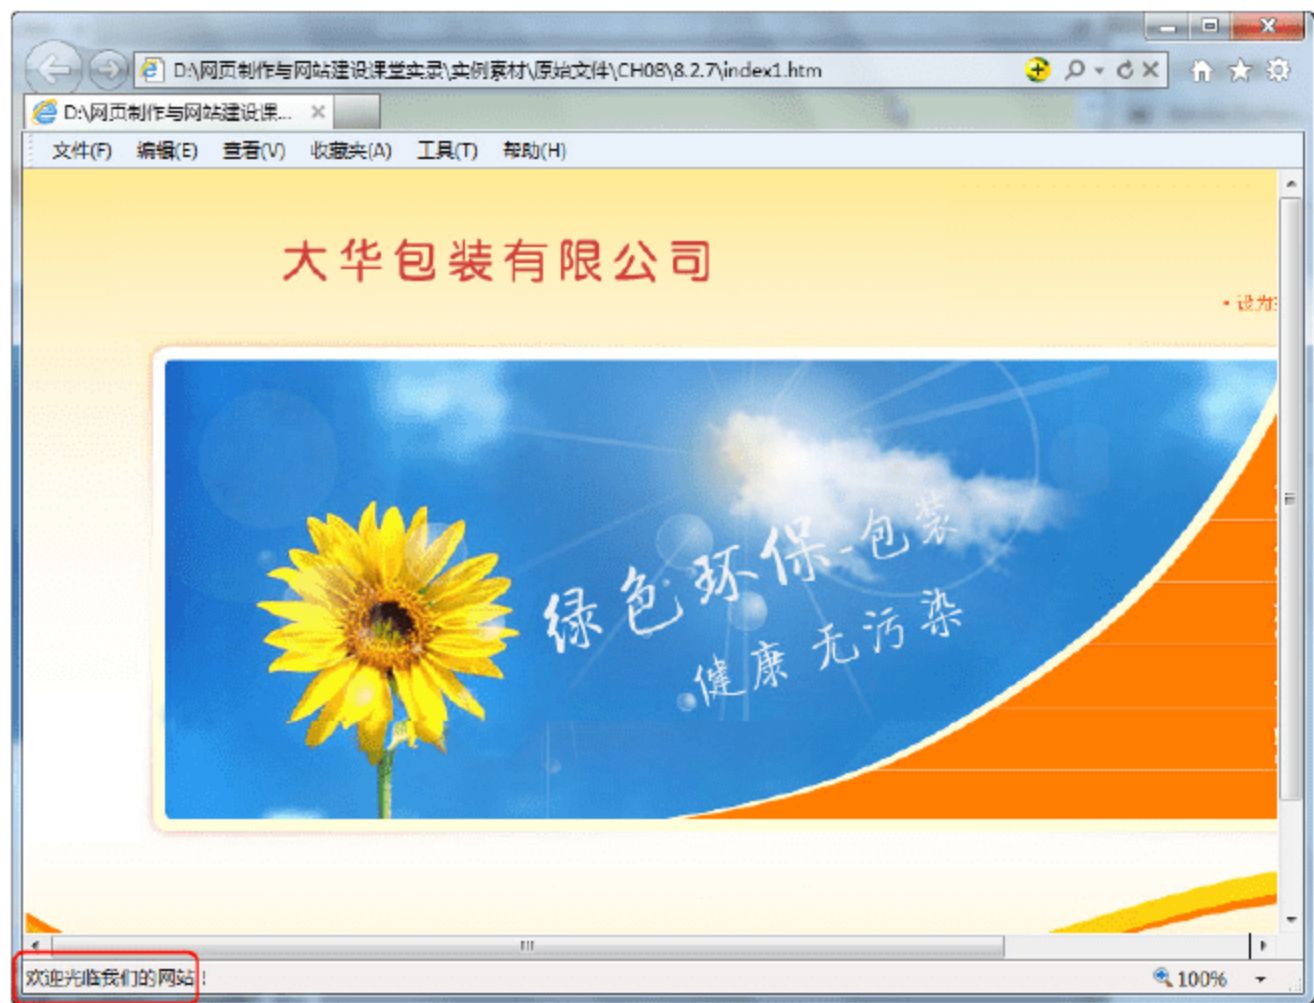 D:\网页制作与网站建设课堂实录\实例素材\原始文件\CH08\8.2.7\index1.htm
D:\网页制作与网站建设课...
文件(F) 编辑(E) 查看(V) 收藏夹(A) 工具(T) 帮助(H)
大华包装有限公司
• 设为
绿色环保-包装
健康 无污染
欢迎光临我们的网站!
100%